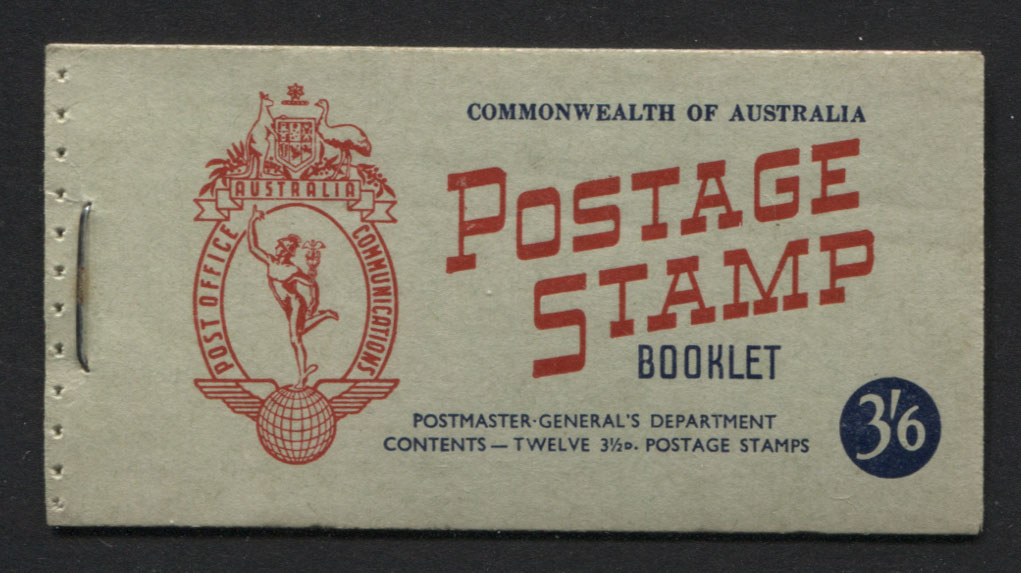 COMMONWEALTH OF AUSTRALIA
POSTAGE
STAMP
BOOKLET
AUSTRALIA
POST OFFICE
COMMUNICATIONS
POSTMASTER-GENERAL'S DEPARTMENT
CONTENTS — TWELVE 3½D. POSTAGE STAMPS
3'6